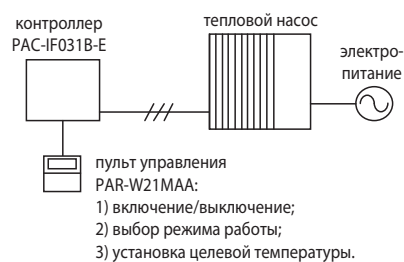 контроллер
PAC-IF031B-E
тепловой насос
электро-
питание
пульт управления
PAR-W21MAA:
1) включение/выключение;
2) выбор режима работы;
3) установка целевой температуры.